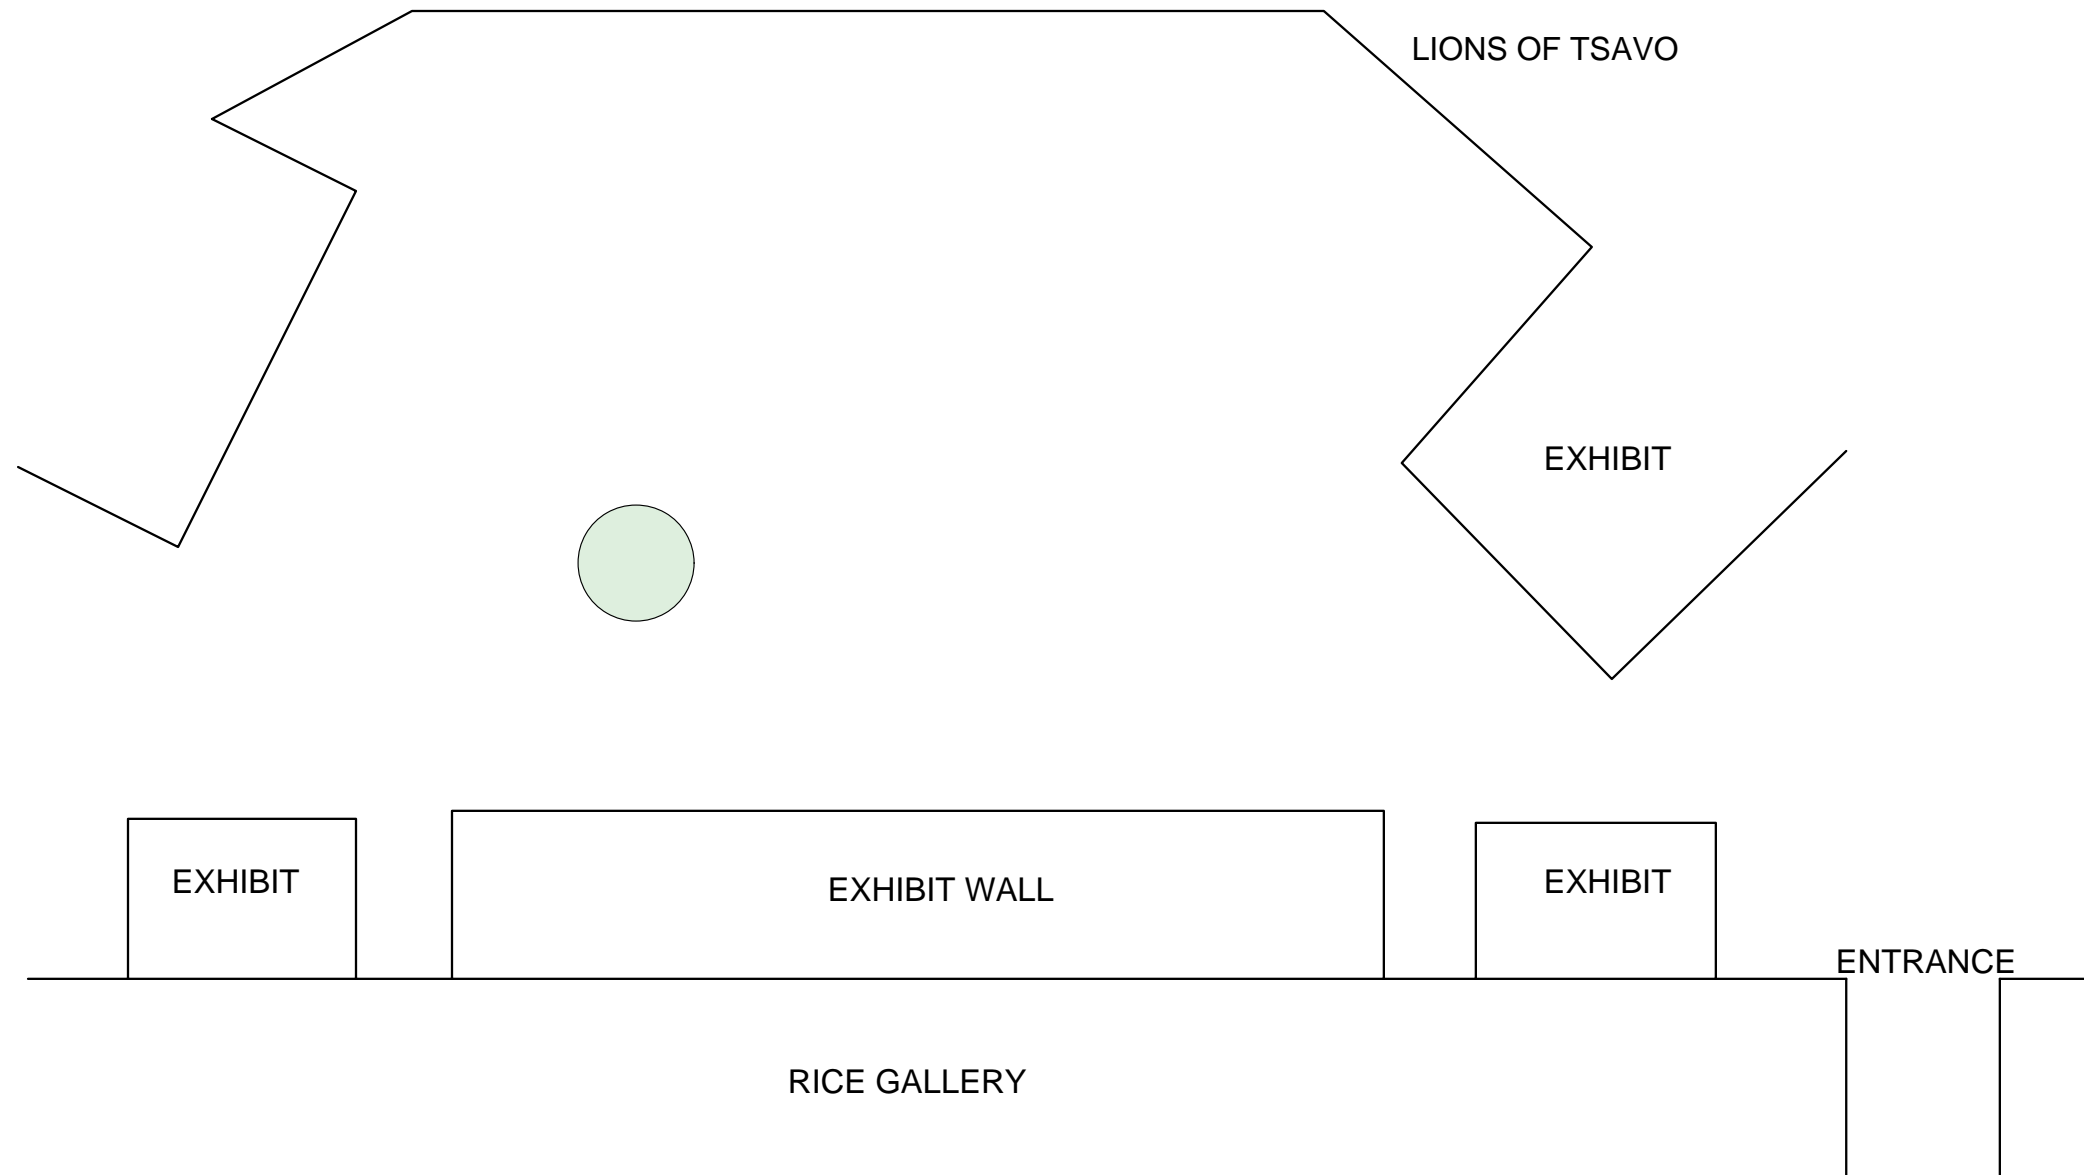 LIONS OF TSAVO
EXHIBIT
EXHIBIT
EXHIBIT WALL
EXHIBIT
ENTRANCE
RICE GALLERY